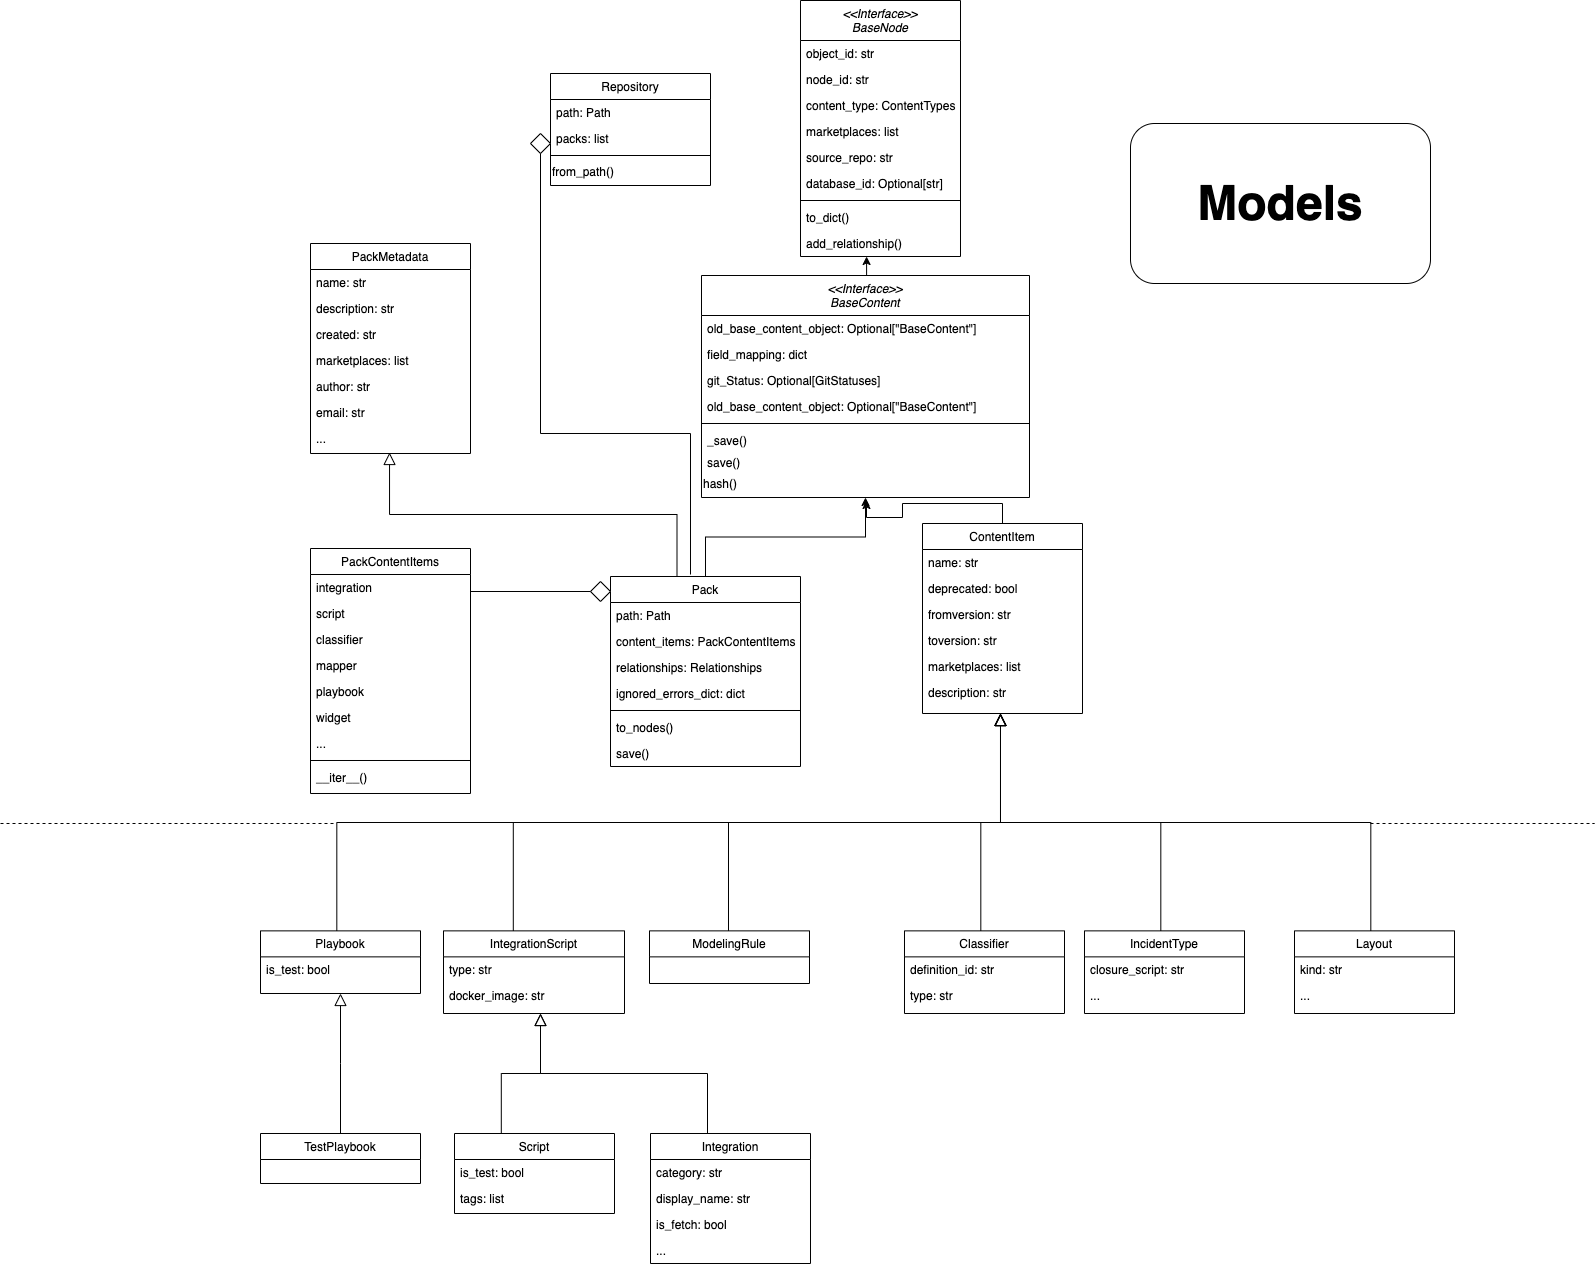 <<Interface>>
BaseNode
object_id: str
node_id: str
content_type: ContentTypes
marketplaces: list
source_repo: str
database_id: Optional[str]
to_dict()
add_relationship()
Repository
path: Path
packs: list
from_path()
Models
PackMetadata
name: str
description: str
created: str
marketplaces: list
author: str
email: str
...
<<Interface>>
BaseContent
old_base_content_object: Optional["BaseContent"]
field_mapping: dict
git_Status: Optional[GitStatuses]
old_base_content_object: Optional["BaseContent"]
_save()
save()
hash()
PackContentItems
integration
script
classifier
mapper
playbook
widget
...
__iter__()
Pack
path: Path
content_items: PackContentItems
relationships: Relationships
ignored_errors_dict: dict
to_nodes()
save()
ContentItem
name: str
deprecated: bool
fromversion: str
toversion: str
marketplaces: list
description: str
Playbook
is_test: bool
IntegrationScript
type: str
docker_image: str
ModelingRule
Classifier
definition_id: str
type: str
IncidentType
closure_script: str
...
Layout
kind: str
...
TestPlaybook
Script
is_test: bool
tags: list
Integration
category: str
display_name: str
is_fetch: bool
...